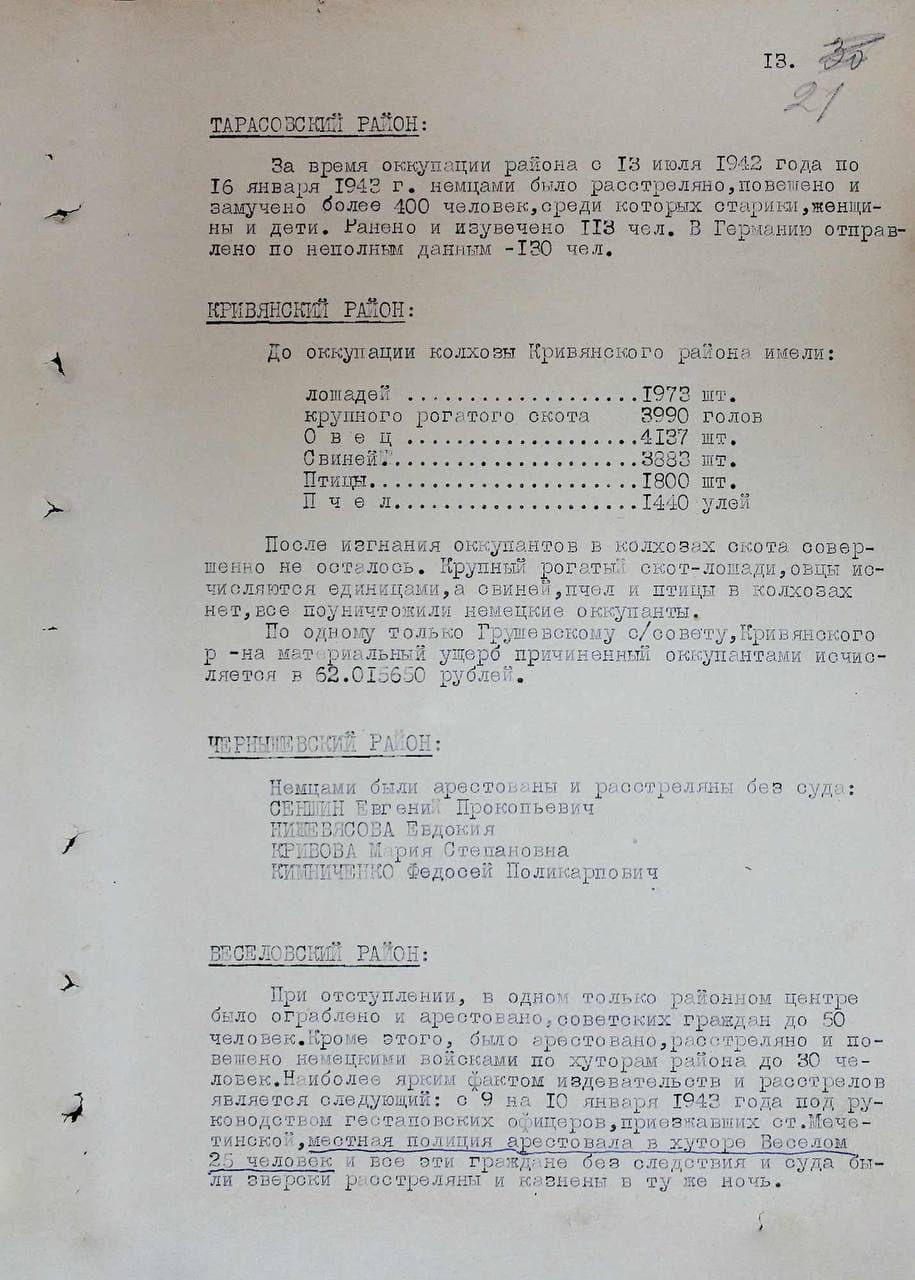 13. 30
21
ТАРАСОВСКИЙ РАЙОН:
За время оккупации района с 13 июля 1942 года по
16 января 1943 г. немцами было расстреляно,повешено и
замучено более 400 человек,среди которых старики,женщи-
ны и дети. Ранено и изувечено 113 чел. В Германию отправ-
лено по неполным данным -130 чел.
КРИВЯНСКИЙ РАЙОН:
До оккупации колхозы Кривянского района имели:
лошадей ...................1973 шт.
крупного рогатого скота 3990 голов
О в е ц ...................4137 шт.
Свиней.....................3883 шт.
Птицы......................1800 шт.
П ч е л....................1440 улей
После изгнания оккупантов в колхозах скота совер-
шенно не осталось. Крупный рогатый скот-лошади,овцы ис-
числяются единицами,а свиней,пчел и птицы в колхозах
нет,все поуничтожили немецкие оккупанты.
По одному только Грушевскому с/совету,Кривянского
р -на материальный ущерб причиненный оккупантами исчис-
ляется в 62.015650 рублей.
ЧЕРНЫШЕВСКИЙ РАЙОН:
Немцами были арестованы и расстреляны без суда:
СЕНШИН Евгений Прокопьевич
Евдокия
КРИВОВА Мария Степановна
КИМНИЧЕНКО Федосей Поликарпович
ВЕСЕЛОВСКИЙ РАЙОН:
При отступлении, в одном только районном центре
было ограблено и арестовано,советских граждан до 50
человек.Кроме этого, было арестовано,расстреляно и по-
вешено немецкими войсками по хуторам района до 30 че-
ловек.Наиболее ярким фактом издевательств и расстрелов
является следующий: с 9 на 10 января 1943 года под ру-
ководством гестаповских офицеров,приезжавших ст.Мече-
тинской,местная полиция арестовала в хуторе Веселом
25 человек и все эти граждане без следствия и суда бы-
ли зверски расстреляны и казнены в ту же ночь.